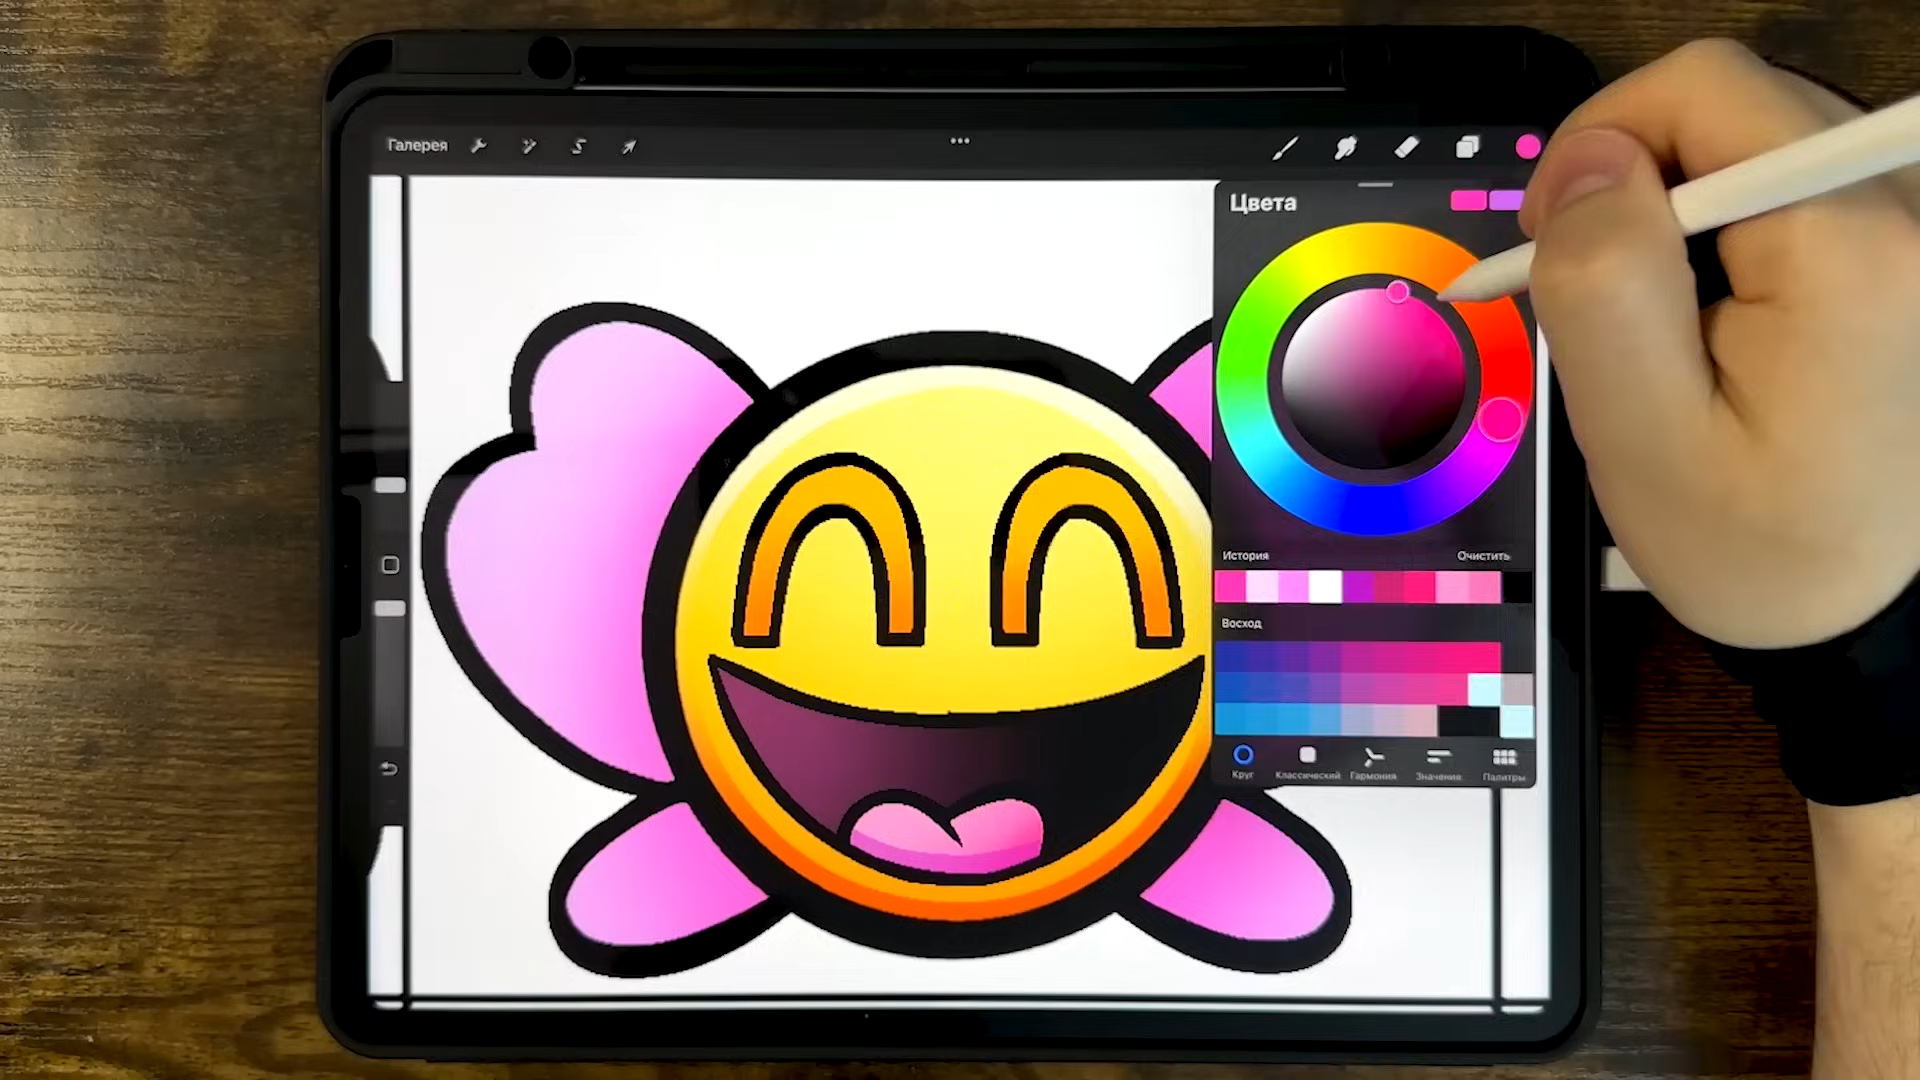 Галерея
Цвета
История Очистить
Восход
Круг Классический Гармония Значения Палитры